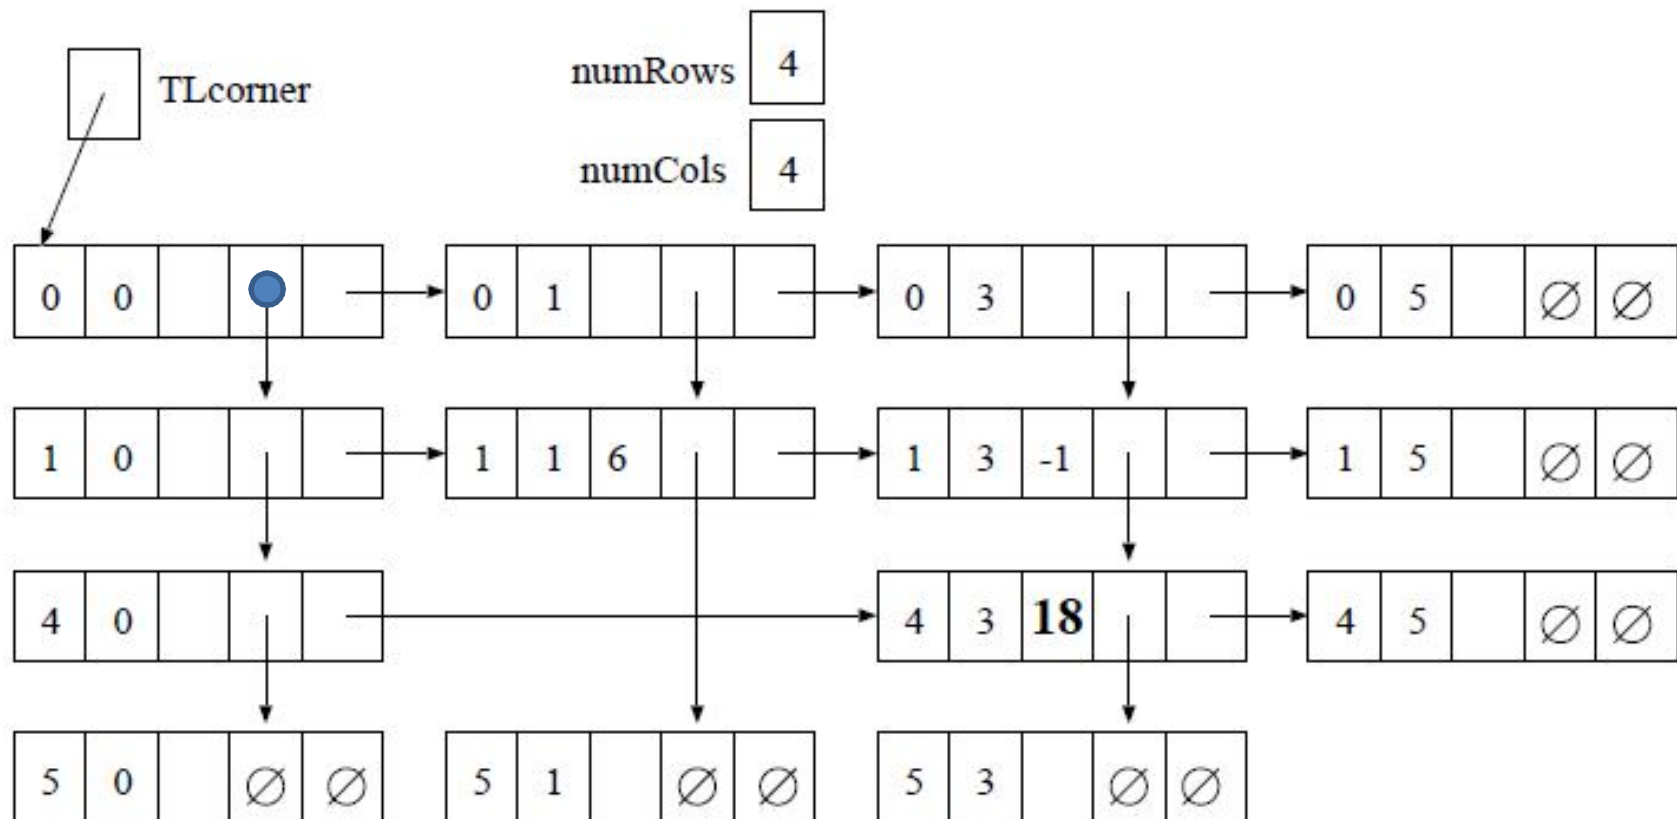 numRows 4
TLcorner
numCols 4
0 0 0 1 0 3 0 5 ∅ ∅
1 0 1 1 6 1 3 -1 1 5 ∅ ∅
4 0 4 3 18 4 5 ∅ ∅
5 0 ∅ ∅ 5 1 ∅ ∅ 5 3 ∅ ∅